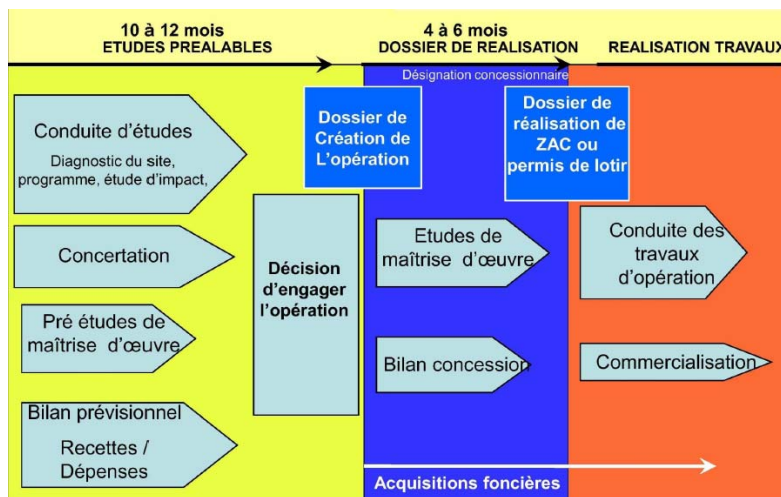 10 à 12 mois
ETUDES PREALABLES
4 à 6 mois
DOSSIER DE REALISATION
REALISATION TRAVAUX
Désignation concessionnaire
Conduite d'études
Diagnostic du site,
programme, étude d'impact,
Dossier de
Création de
L'opération
Dossier de
réalisation de
ZAC ou
permis de lotir
Concertation
Décision
d'engager
l'opération
Etudes de
maîtrise d'œuvre
Conduite des
travaux
d'opération
Pré études de
maîtrise d'œuvre
Bilan concession
Commercialisation
Bilan prévisionnel
Recettes /
Dépenses
Acquisitions foncières